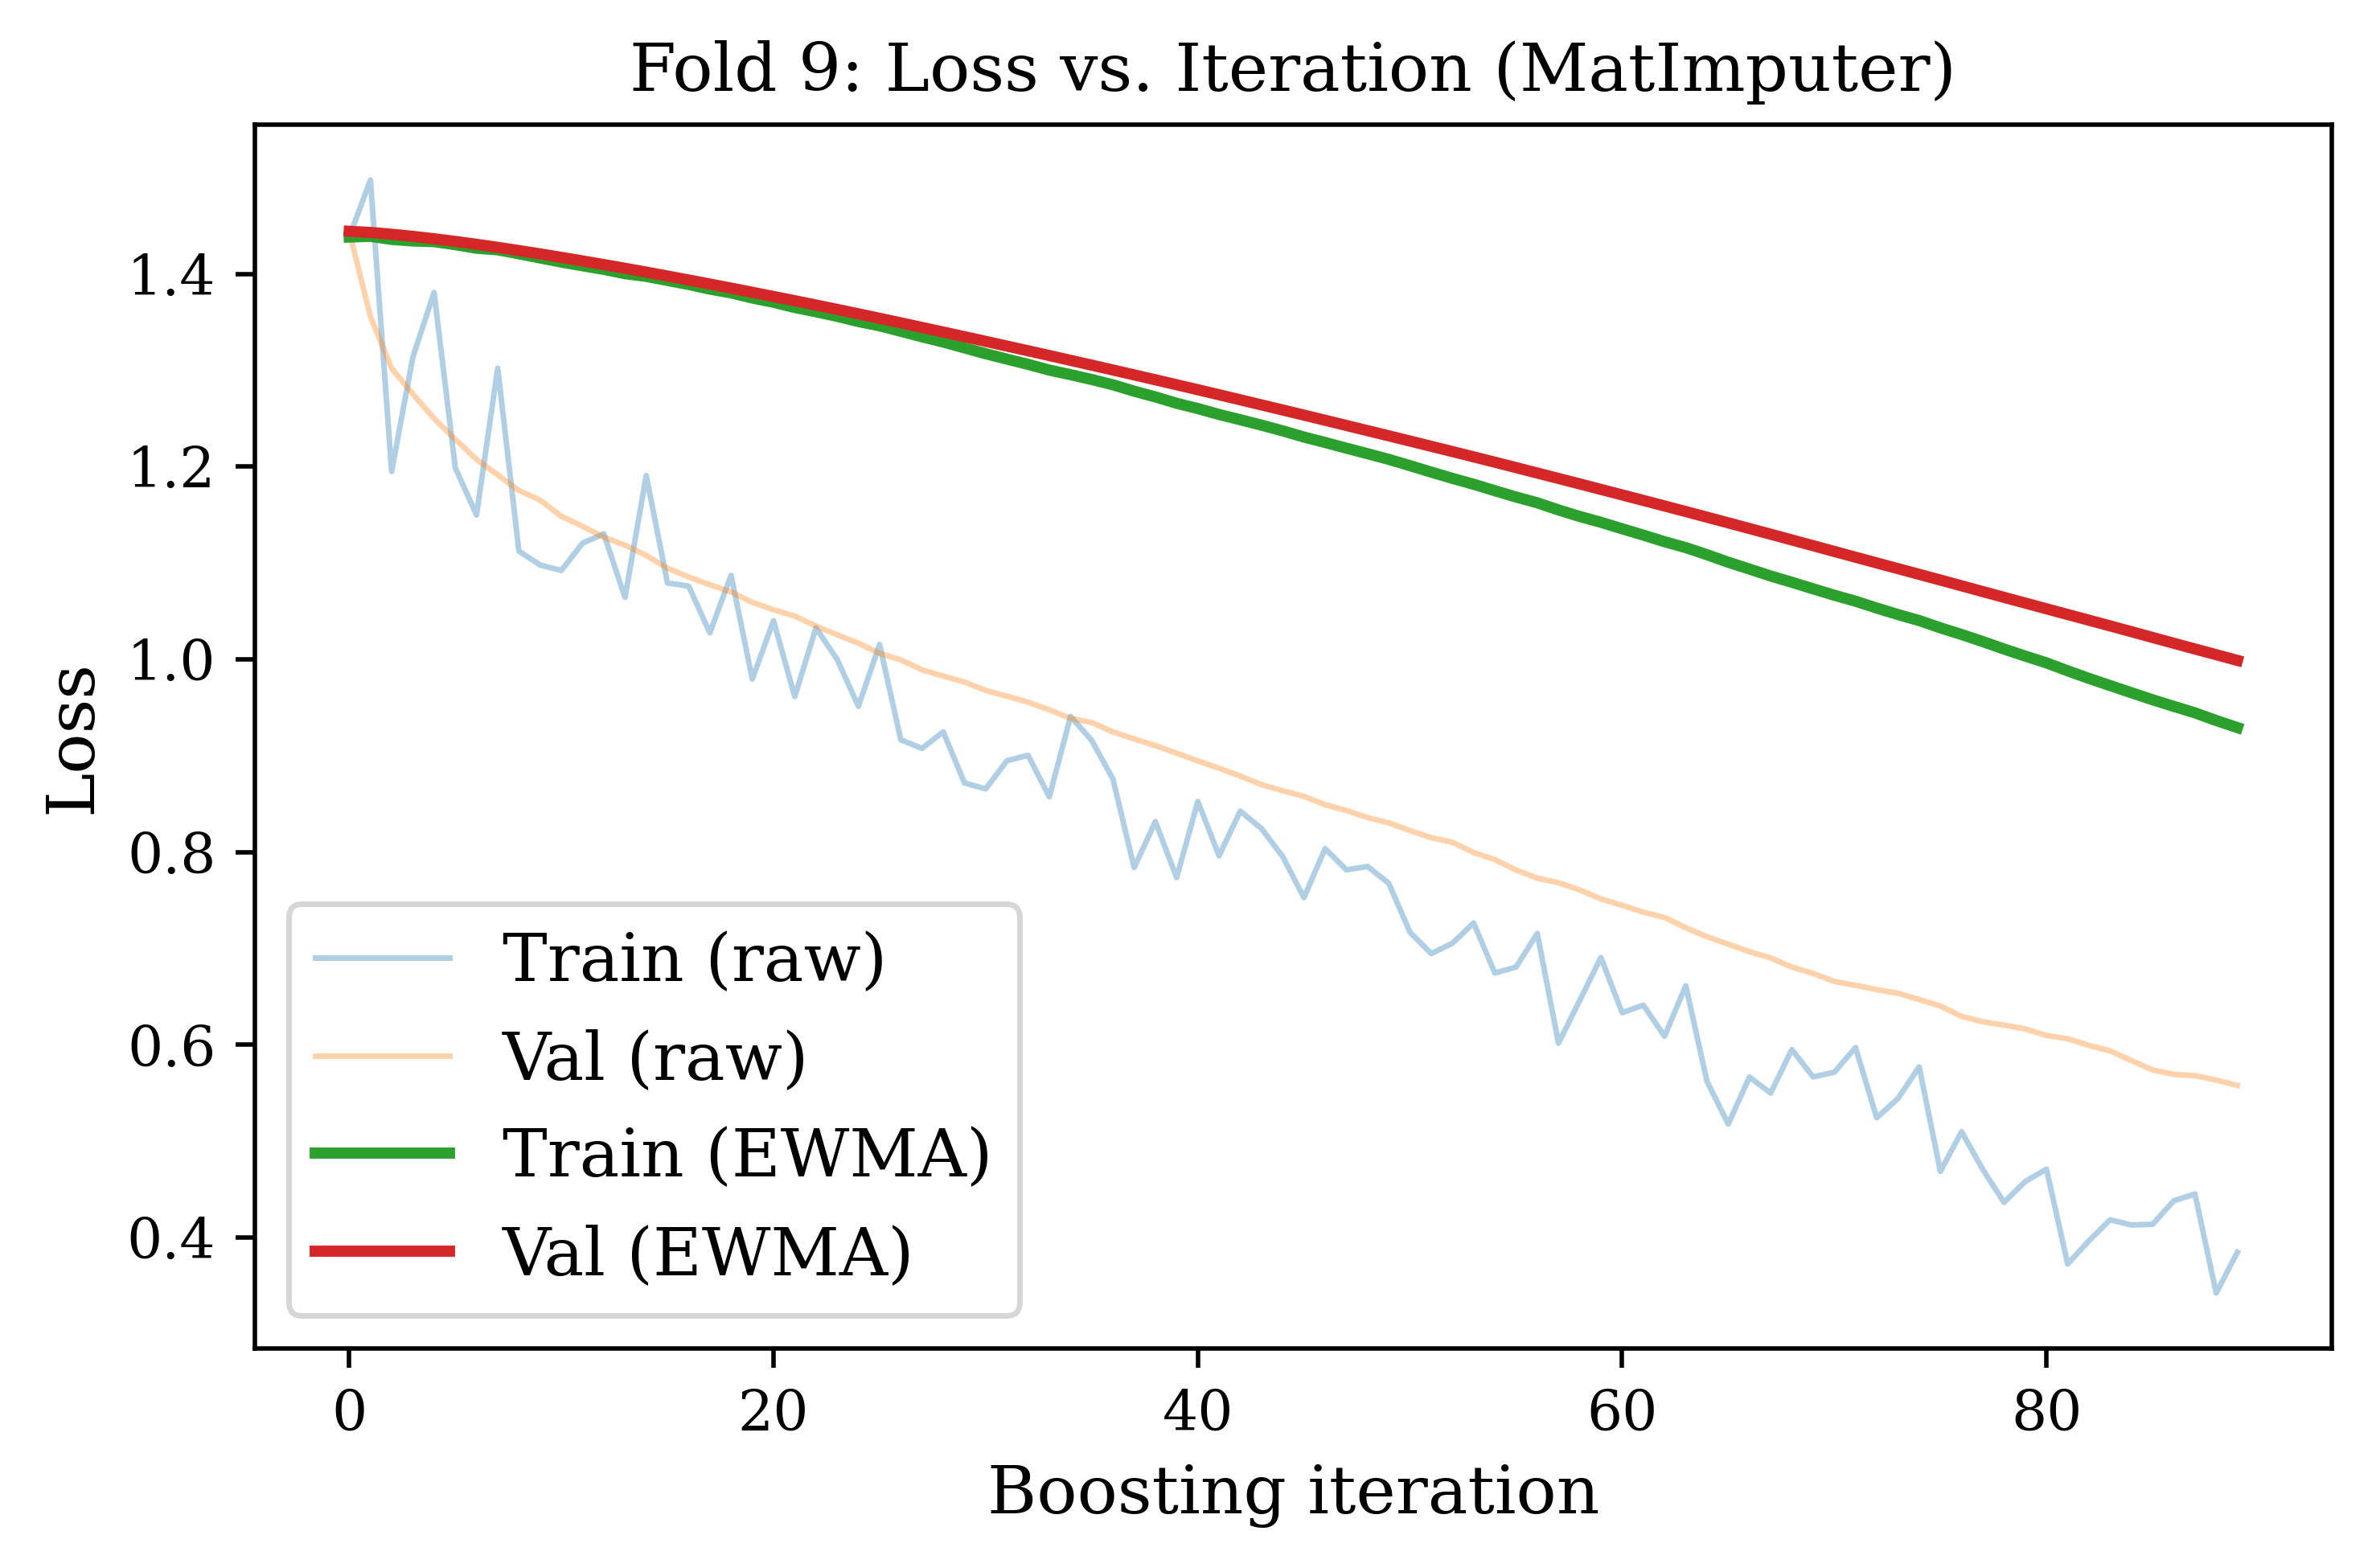 Fold 9: Loss vs. Iteration (MatImputer)
Loss
1.4
1.2
1.0
0.8
0.6
0.4
Train (raw)
Val (raw)
Train (EWMA)
Val (EWMA)
0 20 40 60 80
Boosting iteration